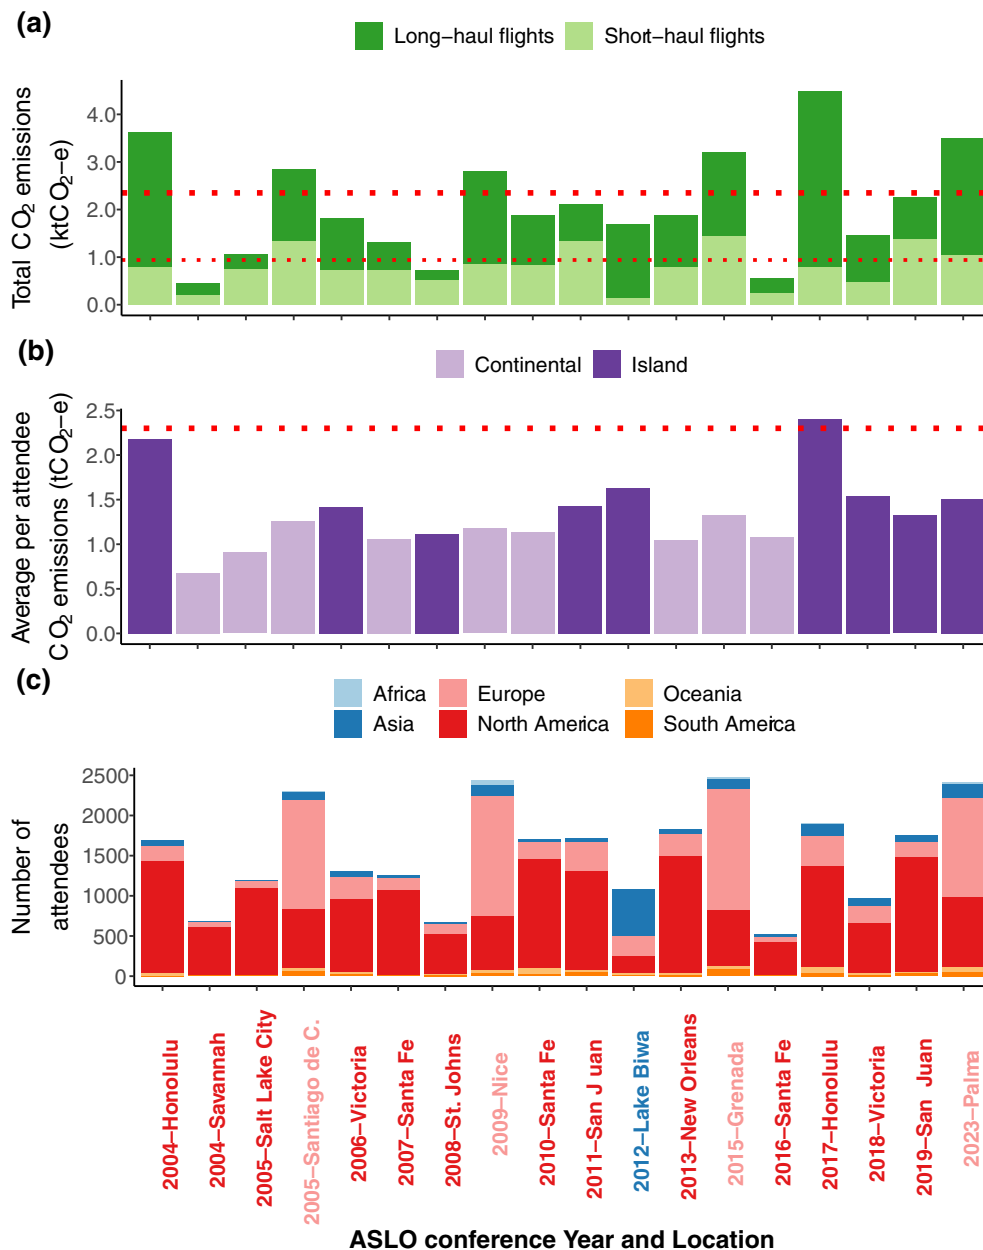 (a)
Long−haul flights
Short−haul flights
Total CO₂ emissions
(ktCO₂−e)
4.0
3.0
2.0
1.0
0.0
(b)
Continental
Island
Average per attendee
CO₂ emissions (tCO₂−e)
2.5
2.0
1.5
1.0
0.5
0.0
(c)
Africa
Europe
Oceania
Asia
North America
South America
Number of
attendees
2500
2000
1500
1000
500
0
2004−Honolulu
2004−Savannah
2005−Salt Lake City
2005−Santiago de C.
2006−Victoria
2007−Santa Fe
2008−St. Johns
2009−Nice
2010−Santa Fe
2011−San Juan
2012−Lake Biwa
2013−New Orleans
2015−Grenada
2016−Santa Fe
2017−Honolulu
2018−Victoria
2019−San Juan
2023−Palma
ASLO conference Year and Location